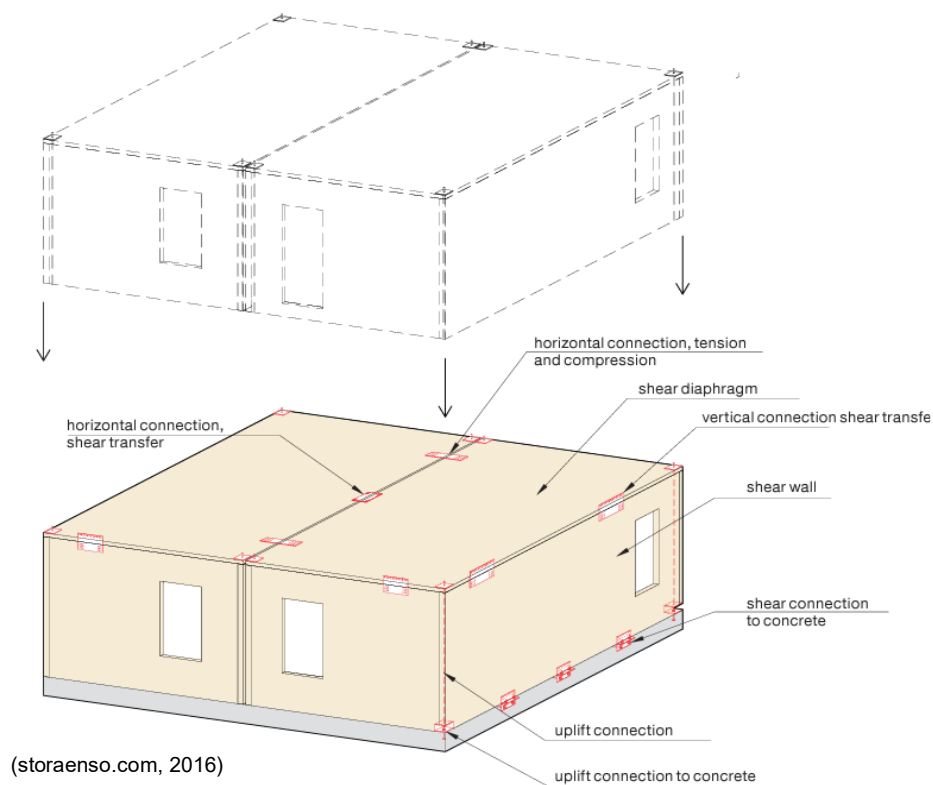 horizontal connection, tension
and compression
shear diaphragm
horizontal connection,
shear transfer
vertical connection shear transfe
shear wall
shear connection
to concrete
uplift connection
(storaenso.com, 2016)
uplift connection to concrete